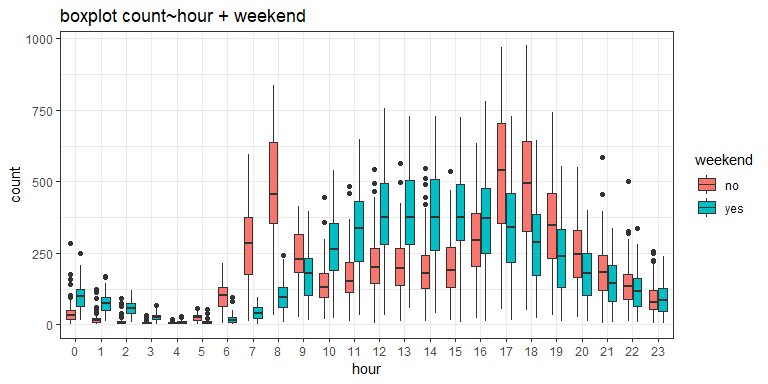 boxplot count~hour + weekend
1000
750
500
250
0
count
0 1 2 3 4 5 6 7 8 9 10 11 12 13 14 15 16 17 18 19 20 21 22 23
hour
weekend
no
yes